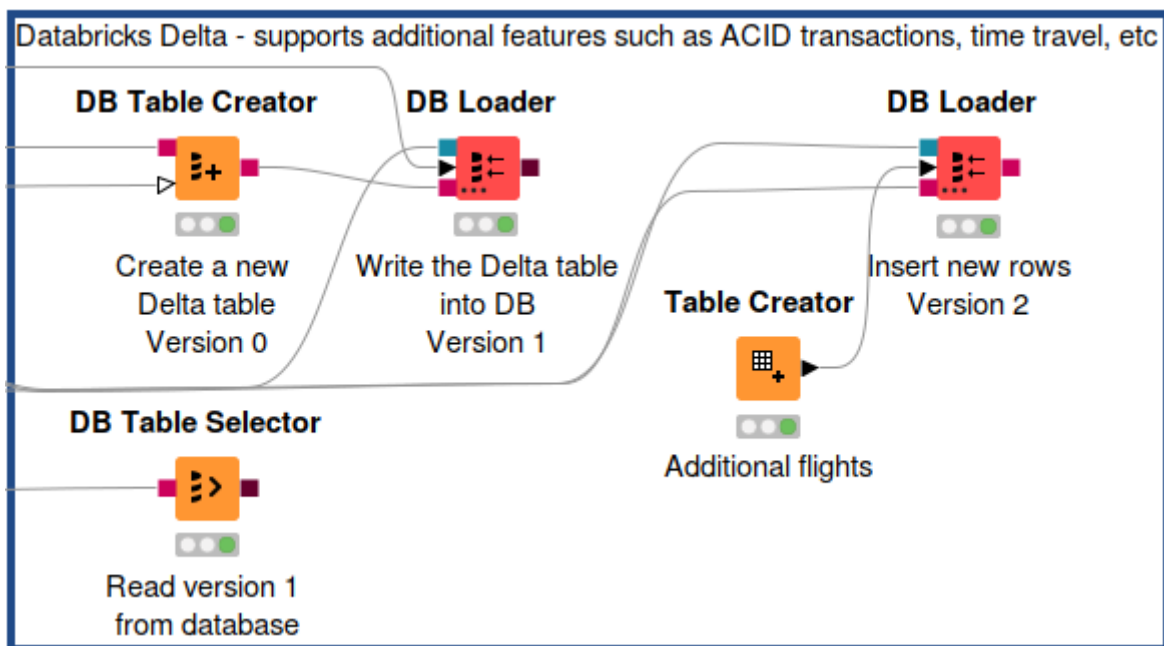 Databricks Delta - supports additional features such as ACID transactions, time travel, etc
DB Table Creator
Create a new
Delta table
Version 0
DB Loader
Write the Delta table
into DB
Version 1
DB Loader
Insert new rows
Version 2
Table Creator
Additional flights
DB Table Selector
Read version 1
from database